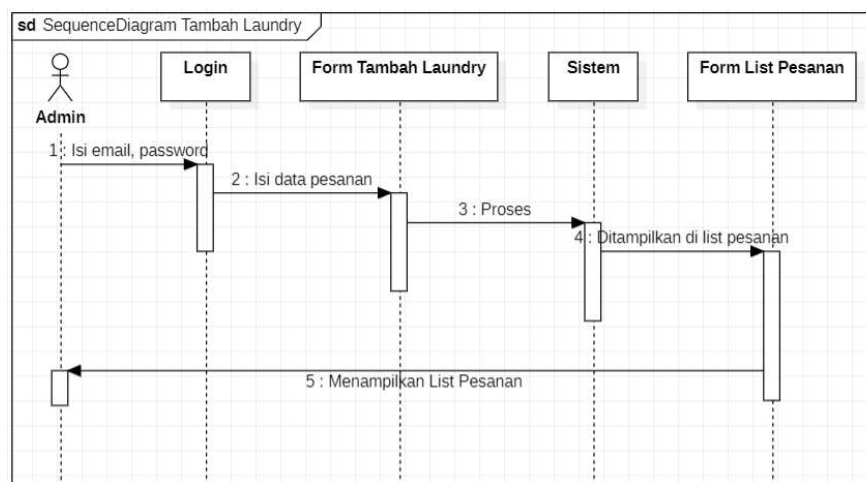 sd SequenceDiagram Tambah Laundry
Login
Form Tambah Laundry
Sistem
Form List Pesanan
Admin
1 : Isi email, password
2 : Isi data pesanan
3 : Proses
4 : Ditampilkan di list pesanan
5 : Menampilkan List Pesanan